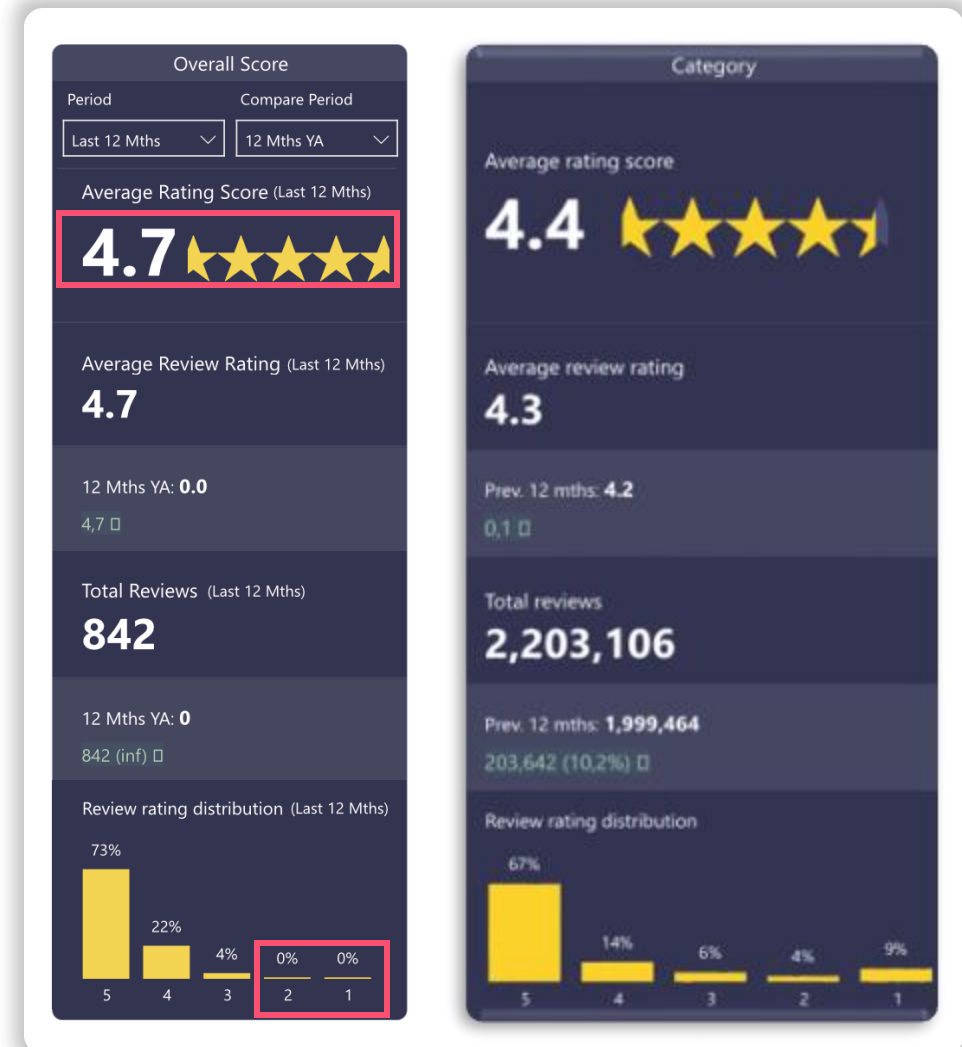 Overall Score
Period
Compare Period
Last 12 Mths
12 Mths YA
Average Rating Score (Last 12 Mths)
4.7
Average Review Rating (Last 12 Mths)
4.7
12 Mths YA: 0.0
4,7
Total Reviews (Last 12 Mths)
842
12 Mths YA: 0
842 (inf)
Review rating distribution (Last 12 Mths)
73%
22%
4%
0%
0%
5 4 3 2 1
Category
Average rating score
4.4
Average review rating
4.3
Prev. 12 mths: 4.2
0,1
Total reviews
2,203,106
Prev. 12 mths: 1,999,464
203,642 (10,2%)
Review rating distribution
67%
14%
6%
4%
9%
5 4 3 2 1